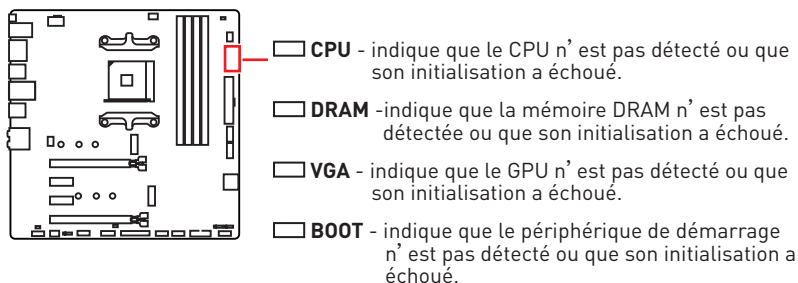 CPU - indique que le CPU n’ est pas détecté ou que
son initialisation a échoué.
DRAM -indique que la mémoire DRAM n’ est pas
détectée ou que son initialisation a échoué.
VGA - indique que le GPU n’ est pas détecté ou que
son initialisation a échoué.
BOOT - indique que le périphérique de démarrage
n’ est pas détecté ou que son initialisation a
échoué.